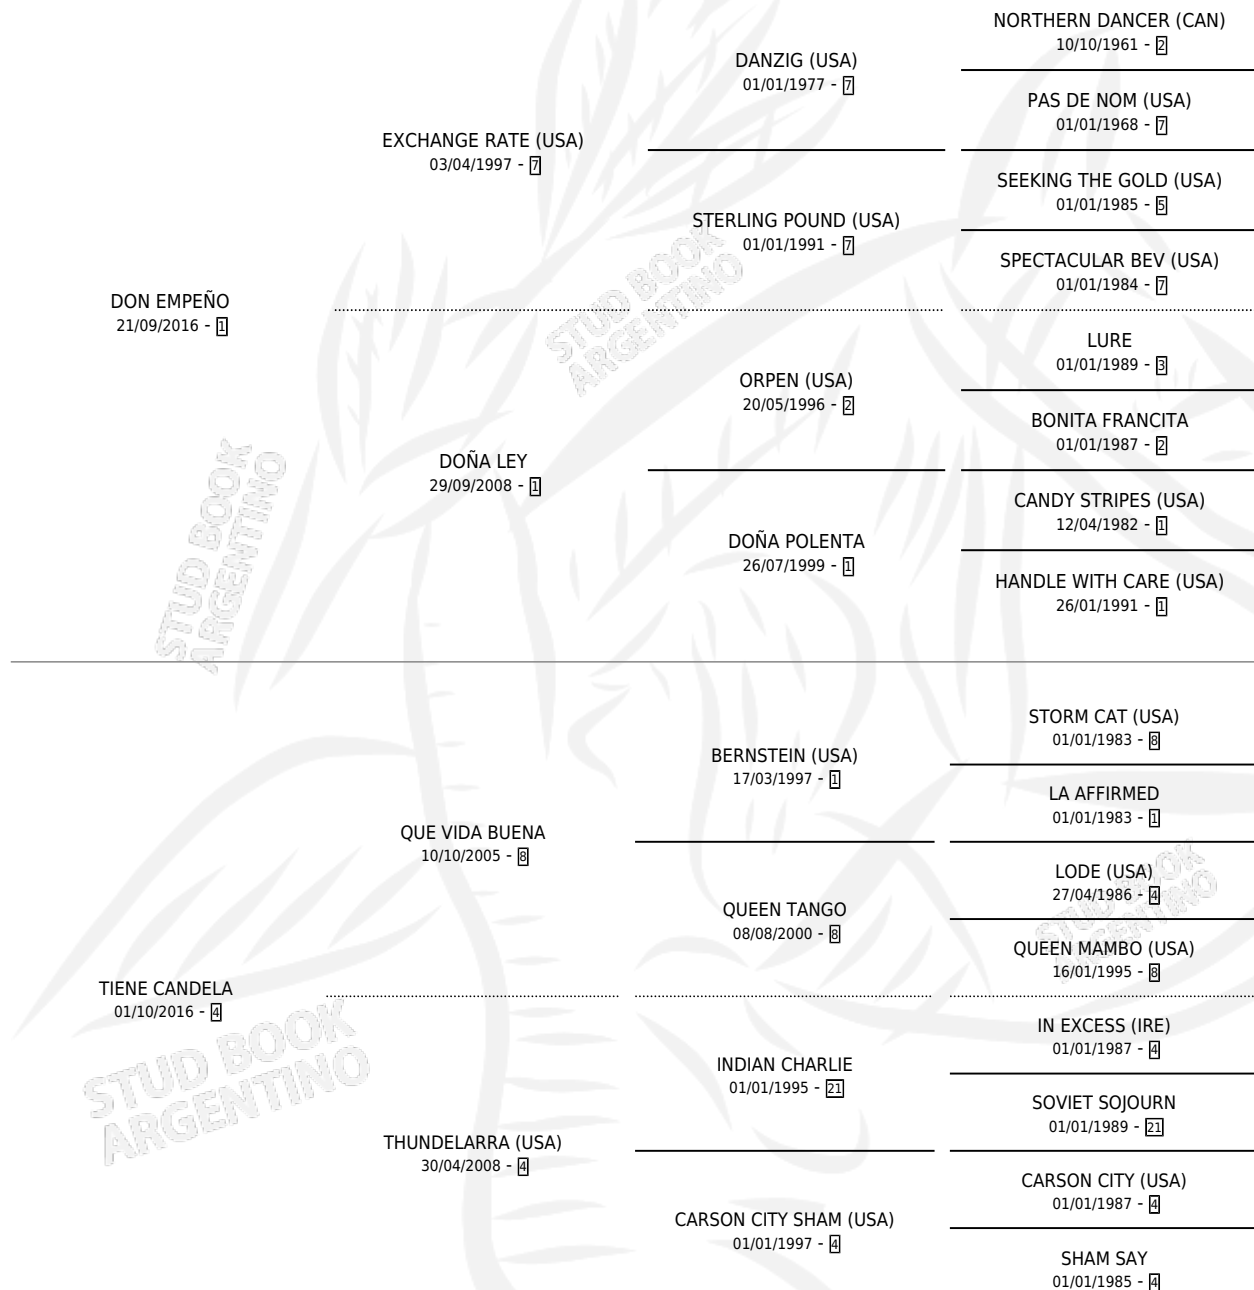 NORTHERN DANCER (CAN)
10/10/1961 - 2
DANZIG (USA)
01/01/1977 - 7
PAS DE NOM (USA)
01/01/1968 - 7
EXCHANGE RATE (USA)
03/04/1997 - 7
SEEKING THE GOLD (USA)
01/01/1985 - 5
STERLING POUND (USA)
01/01/1991 - 7
SPECTACULAR BEV (USA)
01/01/1984 - 7
DON EMPEÑO
21/09/2016 - 1
LURE
01/01/1989 - 3
ORPEN (USA)
20/05/1996 - 2
BONITA FRANCITA
01/01/1987 - 2
DOÑA LEY
29/09/2008 - 1
CANDY STRIPES (USA)
12/04/1982 - 1
DOÑA POLENTA
26/07/1999 - 1
HANDLE WITH CARE (USA)
26/01/1991 - 1
STUD BOOK
ARGENTINO
STUD BOOK
ARGENTINO
STORM CAT (USA)
01/01/1983 - 8
BERNSTEIN (USA)
17/03/1997 - 1
LA AFFIRMED
01/01/1983 - 1
QUE VIDA BUENA
10/10/2005 - 8
LODE (USA)
27/04/1986 - 4
QUEEN TANGO
08/08/2000 - 8
QUEEN MAMBO (USA)
16/01/1995 - 8
STUD BOOK
ARGENTINO
TIENE CANDELA
01/10/2016 - 4
IN EXCESS (IRE)
01/01/1987 - 4
INDIAN CHARLIE
01/01/1995 - 21
SOVIET SOJOURN
01/01/1989 - 21
THUNDELARRA (USA)
30/04/2008 - 4
CARSON CITY (USA)
01/01/1987 - 4
CARSON CITY SHAM (USA)
01/01/1997 - 4
SHAM SAY
01/01/1985 - 4
STUD BOOK
ARGENTINO